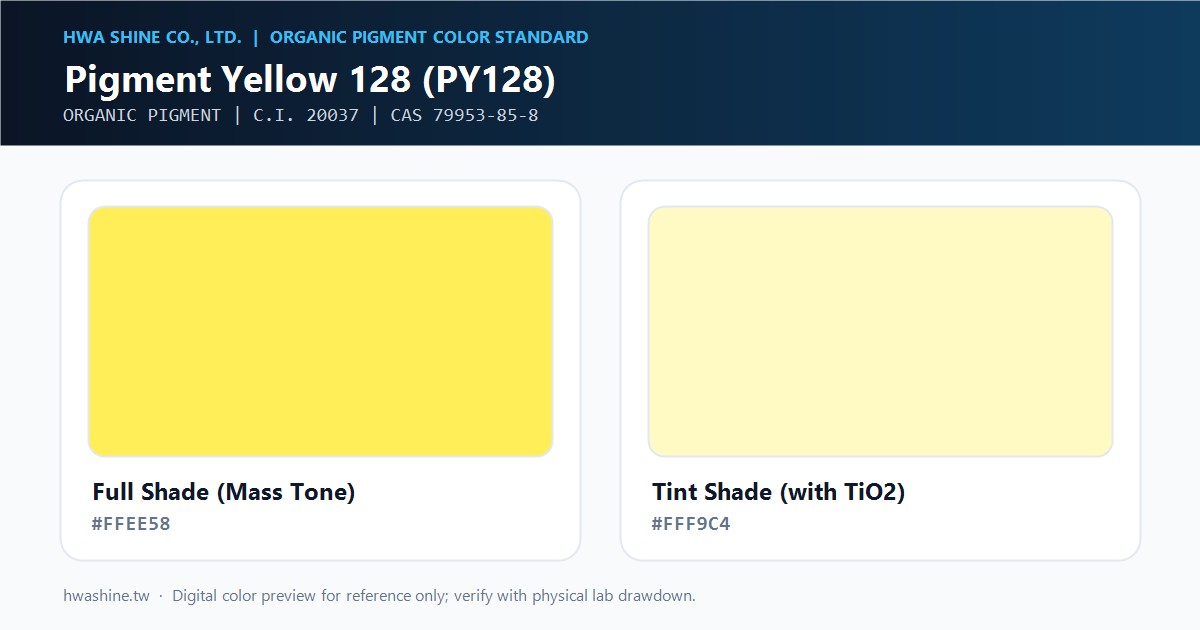 HWA SHINE CO., LTD. | ORGANIC PIGMENT COLOR STANDARD
Pigment Yellow 128 (PY128)
ORGANIC PIGMENT | C.I. 20037 | CAS 79953-85-8
Full Shade (Mass Tone)
#FFEE58
Tint Shade (with TiO2)
#FFF9C4
hwashine.tw · Digital color preview for reference only; verify with physical lab drawdown.